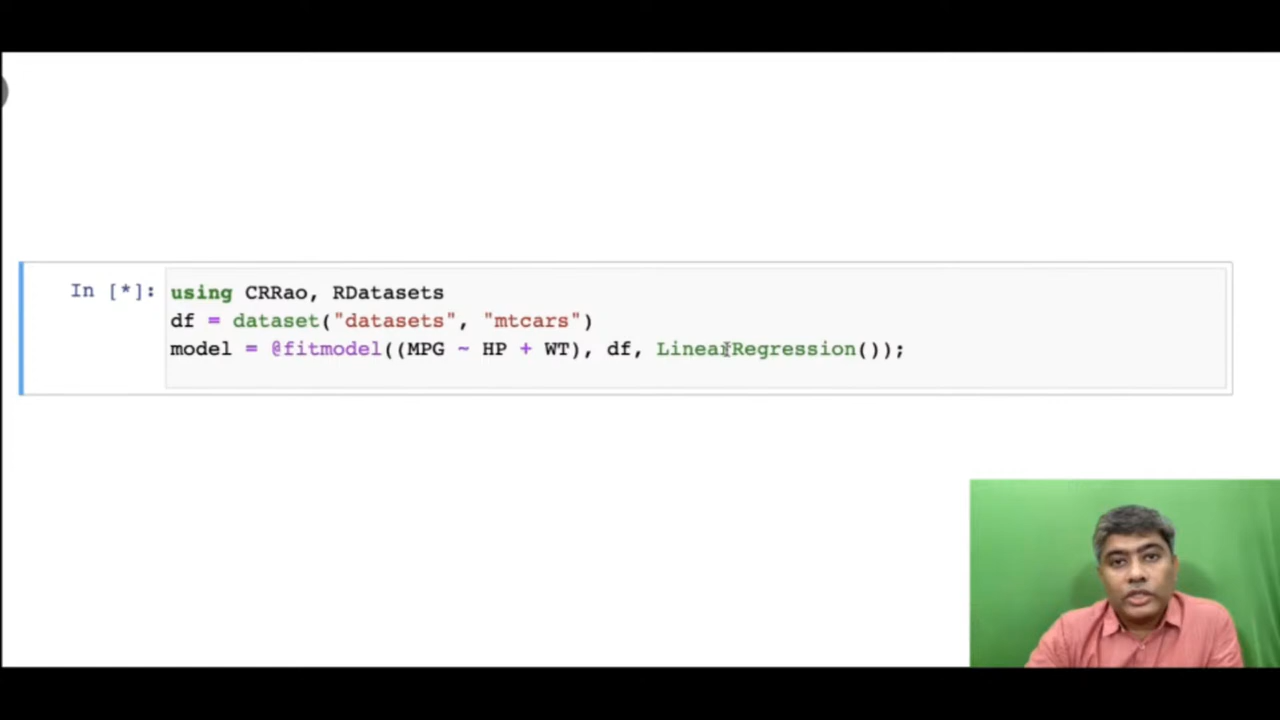 In [*]:
using CRRao, RDatasets
df = dataset("datasets", "mtcars")
model = @fitmodel((MPG ~ HP + WT), df, LinearRegression());